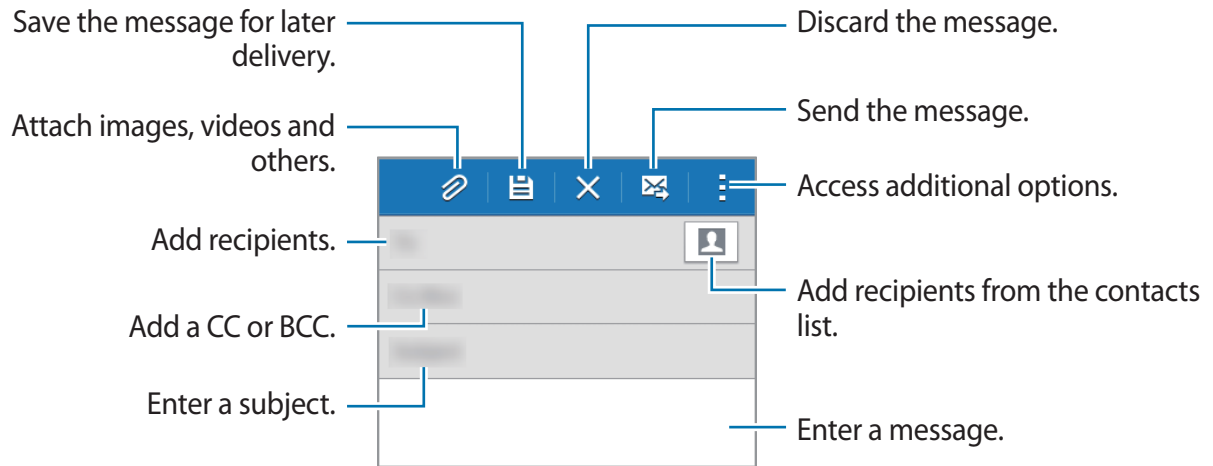 Save the message for later
delivery.
Attach images, videos and
others.
Add recipients.
Add a CC or BCC.
Enter a subject.
Discard the message.
Send the message.
Access additional options.
Add recipients from the contacts
list.
Enter a message.